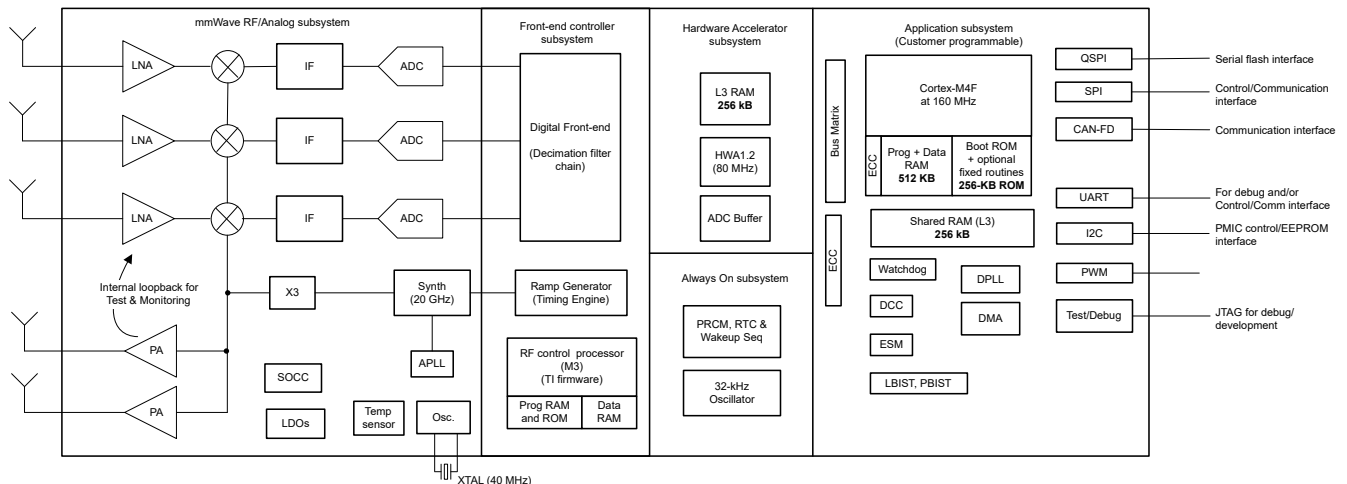 mmWave RF/Analog subsystem
LNA
IF
ADC
LNA
IF
ADC
LNA
IF
ADC
Internal loopback for
Test & Monitoring
PA
PA
X3
Synth
(20 GHz)
APLL
SOCC
LDOs
Temp
sensor
Osc.
XTAL (40 MHz)
Front-end controller
subsystem
Digital Front-end
(Decimation filter
chain)
Ramp Generator
(Timing Engine)
RF control processor
(M3)
(TI firmware)
Prog RAM
and ROM
Data
RAM
Hardware Accelerator
subsystem
L3 RAM
256 kB
HWA1.2
(80 MHz)
ADC Buffer
Always On subsystem
PRCM, RTC &
Wakeup Seq
32-kHz
Oscillator
Application subsystem
(Customer programmable)
Bus Matrix
ECC
Cortex-M4F
at 160 MHz
ECC
Prog + Data
RAM
512 KB
Boot ROM
+ optional
fixed routines
256-KB ROM
Shared RAM (L3)
256 kB
Watchdog
DPLL
DCC
DMA
ESM
LBIST, PBIST
QSPI
Serial flash interface
SPI
Control/Communication
interface
CAN-FD
Communication interface
UART
For debug and/or
Control/Comm interface
I2C
PMIC control/EEPROM
interface
PWM
Test/Debug
JTAG for debug/
development